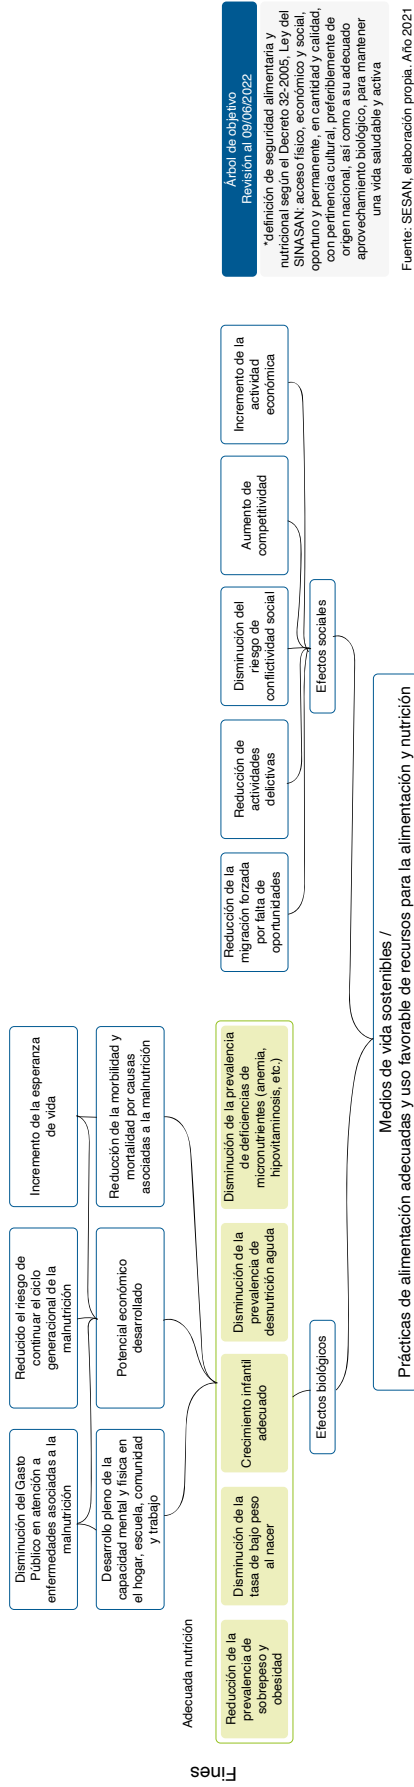 Fines
Disminución del Gasto
Público en atención a
enfermedades asociadas a la
malnutrición
Reducido el riesgo de
continuar el ciclo
generacional de la
malnutrición
Incremento de la esperanza
de vida
Desarrollo pleno de la
capacidad mental y física en
el hogar, escuela, comunidad
y trabajo
Potencial económico
desarrollado
Reducción de la morbilidad y
mortalidad por causas
asociadas a la malnutrición
Adecuada nutrición
Reducción de la
prevalencia de
sobrepeso y
obesidad
Disminución de la
tasa de bajo peso
al nacer
Crecimiento infantil
adecuado
Disminución de la
prevalencia de
desnutrición aguda
Disminución de la prevalencia
de deficiencias de
micronutrientes (anemia,
hipovitaminosis, etc.)
Reducción de la
migración forzada
por falta de
oportunidades
Reducción de
actividades
delictivas
Disminución del
riesgo de
conflictividad social
Aumento de
competitividad
Incremento de la
actividad
económica
Efectos biológicos
Efectos sociales
Medios de vida sostenibles /
Prácticas de alimentación adecuadas y uso favorable de recursos para la alimentación y nutrición
Árbol de objetivo
Revisión al 09/06/2022
*definición de seguridad alimentaria y
nutricional según el Decreto 32-2005, Ley del
SINASAN: acceso físico, económico y social,
oportuno y permanente, en cantidad y calidad,
con pertinencia cultural, preferiblemente de
origen nacional, así como a su adecuado
aprovechamiento biológico, para mantener
una vida saludable y activa
Fuente: SESAN, elaboración propia. Año 2021